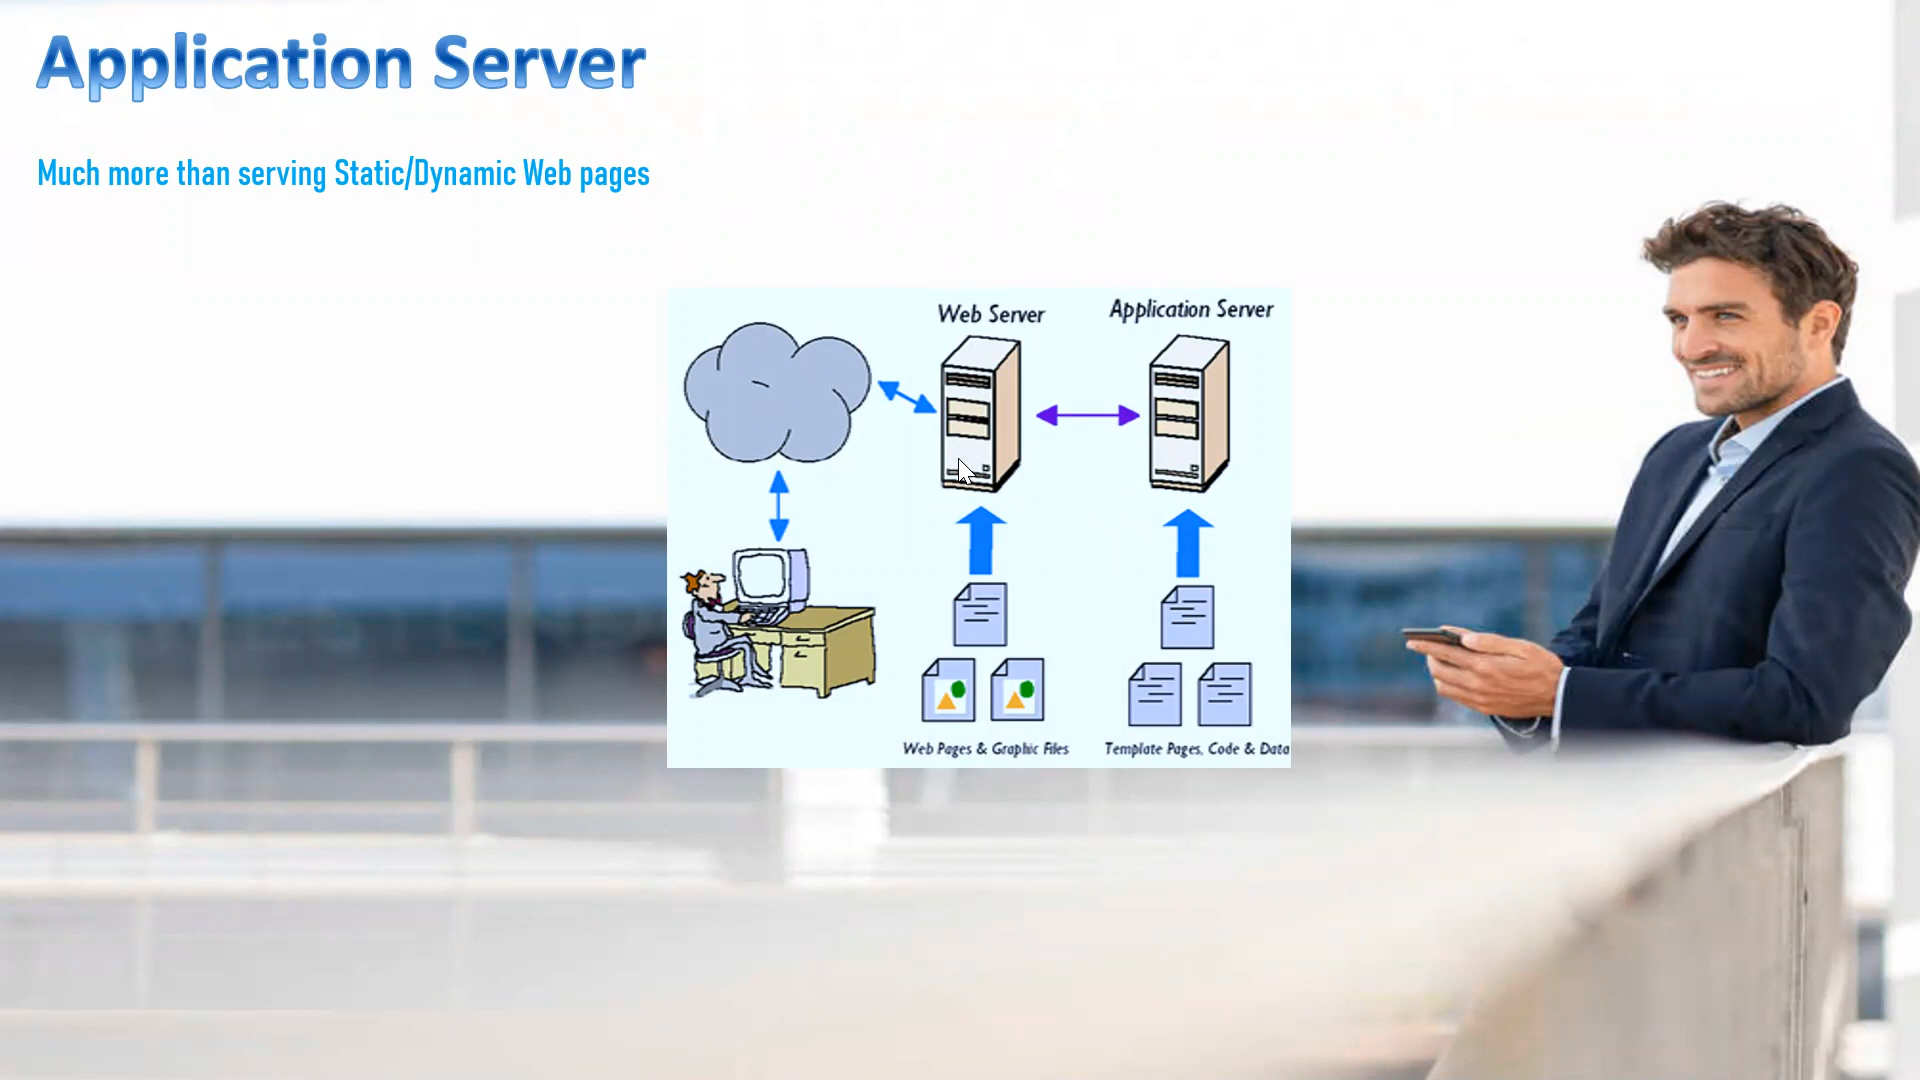 Application Server
Much more than serving Static/Dynamic Web pages
Web Server
Application Server
Web Pages & Graphic Files
Template Pages, Code & Data